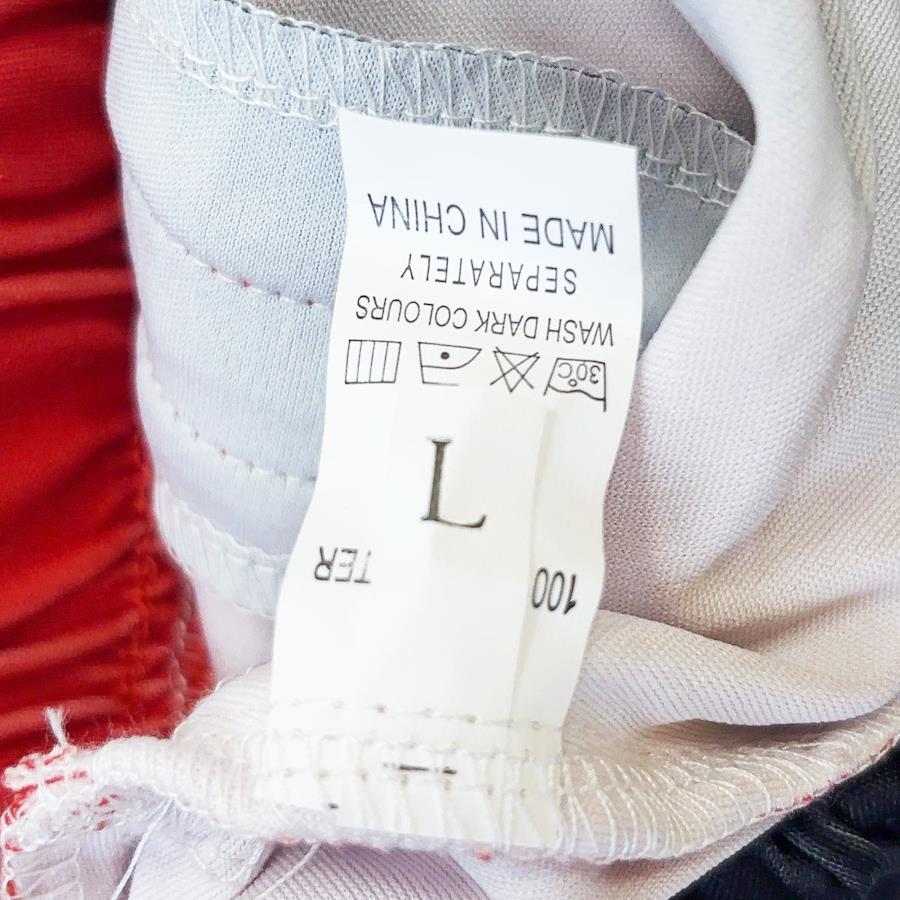 100 TER
L
30°C
WASH DARK COLOURS
SEPARATELY
MADE IN CHINA